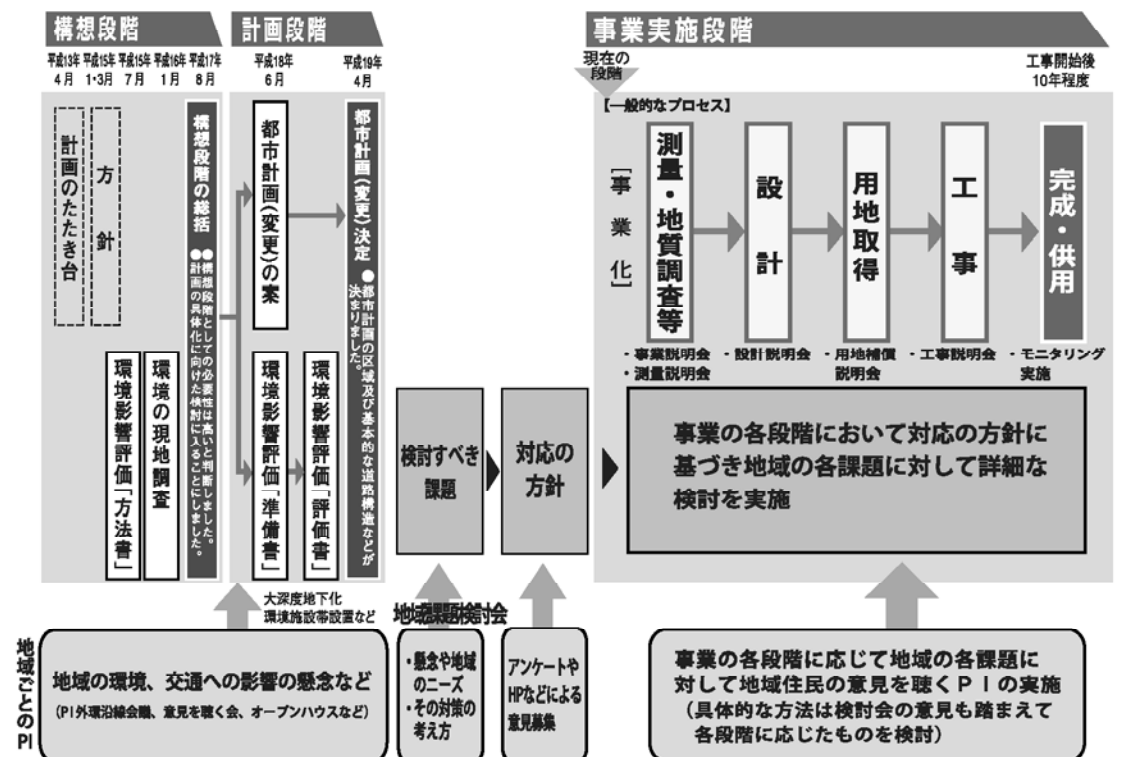 構想段階
計画段階
事業実施段階
平成13年 4月
平成15年 1・3月
平成15年 7月
平成16年 1月
平成17年 8月
平成18年 6月
平成19年 4月
現在の
段階
工事開始後
10年程度
計画のたたき台
方針
環境影響評価「方法書」
環境の現地調査
構想段階の総括
●構想段階としての必要性は高いと判断しました。
●計画の具体化に向けた検討に入ることにしました。
都市計画(変更)の案
環境影響評価「準備書」
環境影響評価「評価書」
都市計画(変更)決定
●都市計画の区域及び基本的な道路構造などが
決まりました。
【一般的なプロセス】
[事業化]
測量・地質調査等
設計
用地取得
工事
完成・供用
・事業説明会
・測量説明会
・設計説明会
・用地補償
説明会
・工事説明会
・モニタリング
実施
検討すべき
課題
対応の
方針
事業の各段階において対応の方針に
基づき地域の各課題に対して詳細な
検討を実施
大深度地下化
環境施設帯設置など
地域課題検討会
地域ごとのPI
地域の環境、交通への影響の懸念など
(PI外環沿線会議、意見を聴く会、オープンハウスなど)
・懸念や地域
のニーズ
・その対策の
考え方
アンケートや
HPなどによる
意見募集
事業の各段階に応じて地域の各課題に
対して地域住民の意見を聴くPIの実施
(具体的な方法は検討会の意見も踏まえて
各段階に応じたものを検討)